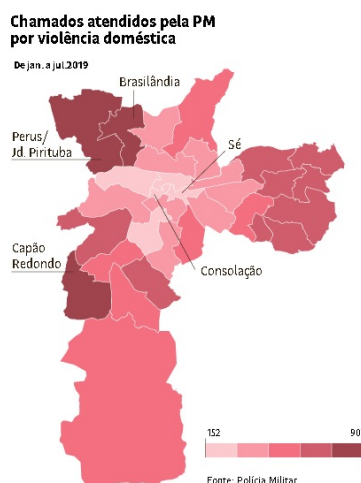 Chamados atendidos pela PM
por violência doméstica
De jan. a jul.2019
Brasilândia
Perus/
Jd. Pirituba
Sé
Capão
Redondo
Consolação
152
90
Fonte: Polícia Militar